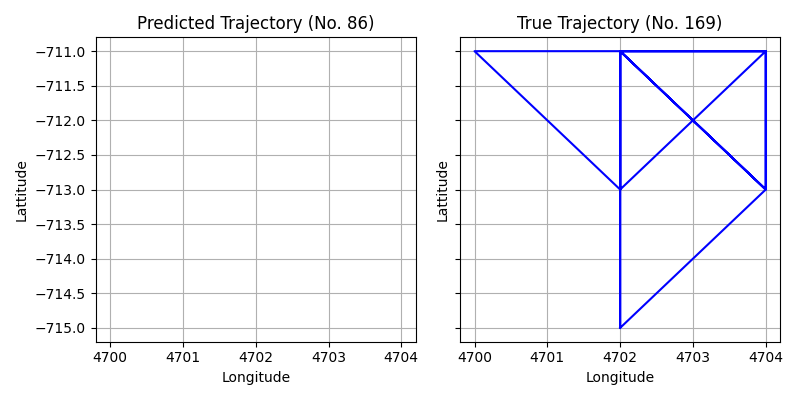 Predicted Trajectory (No. 86)
−711.0
−711.5
−712.0
−712.5
−713.0
−713.5
−714.0
−714.5
−715.0
Lattitude
4700 4701 4702 4703 4704
Longitude
True Trajectory (No. 169)
Lattitude
4700 4701 4702 4703 4704
Longitude